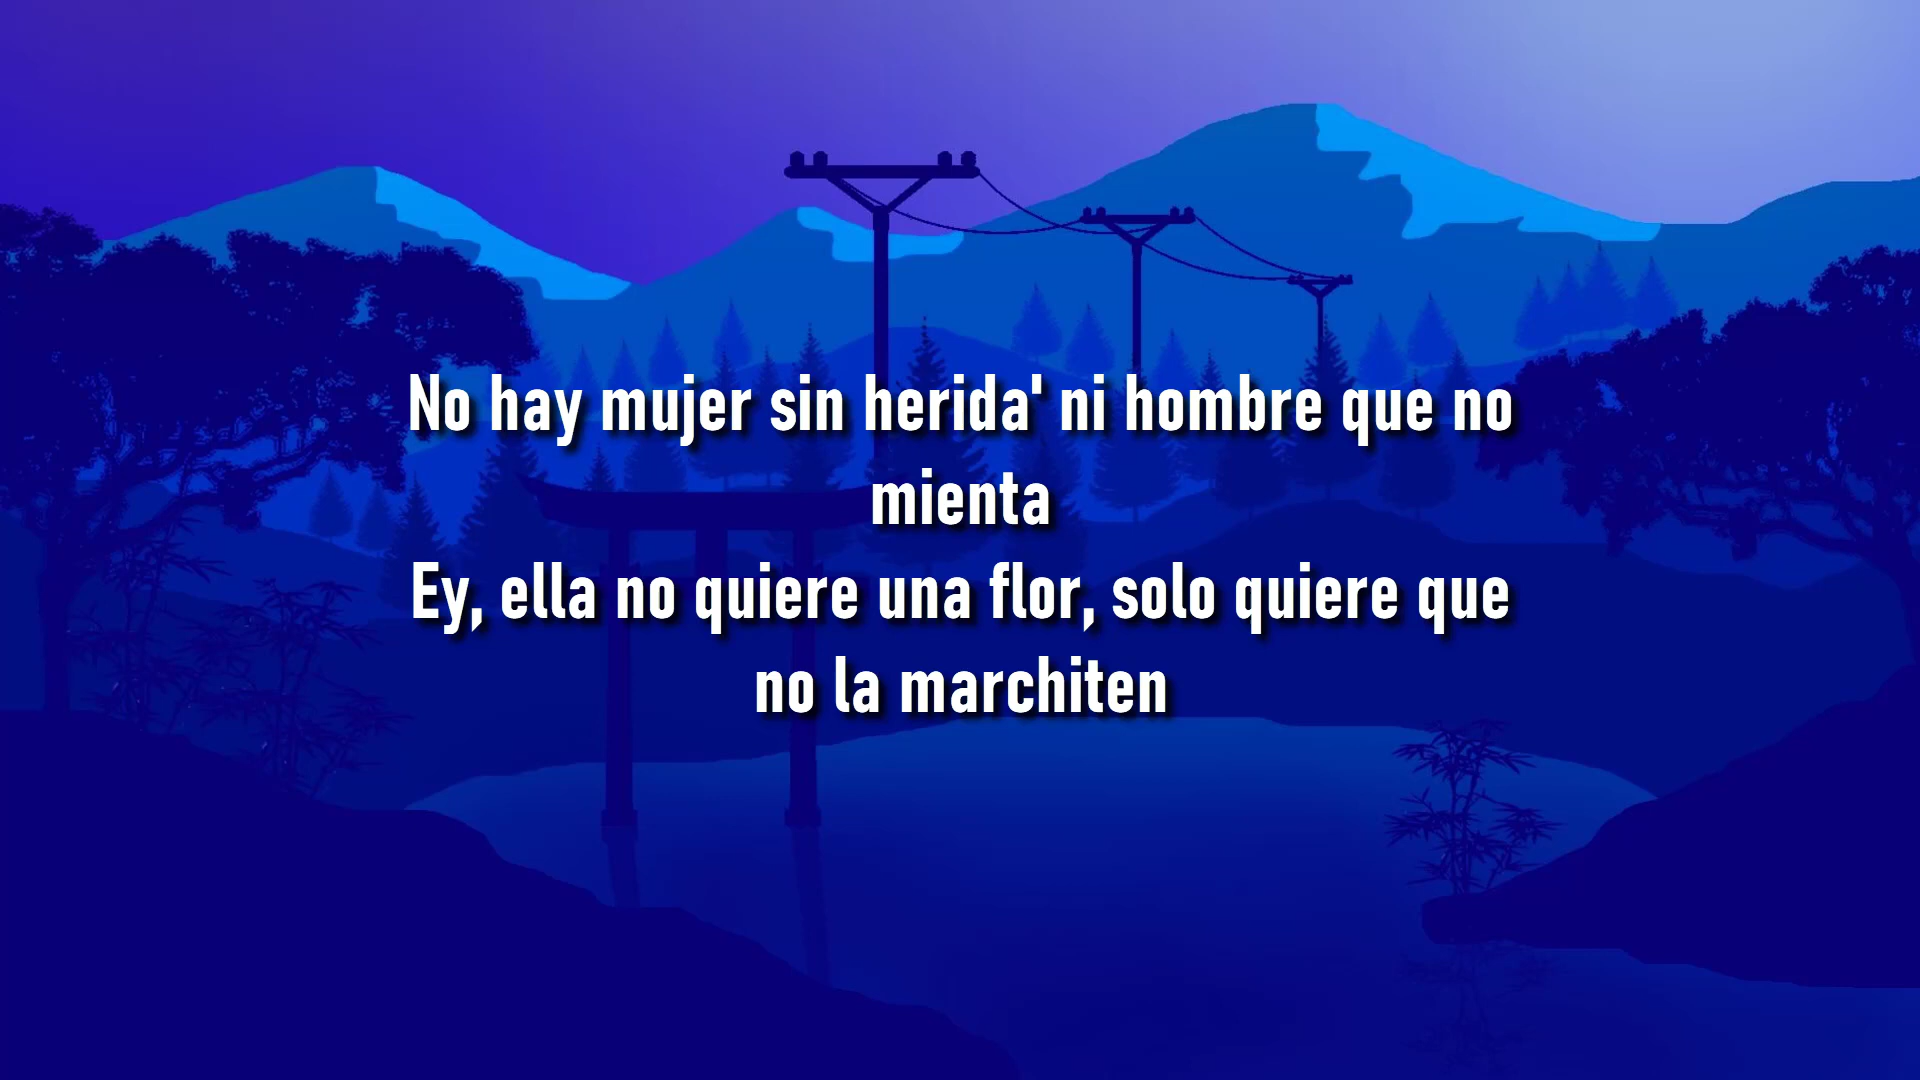 No hay mujer sin herida' ni hombre que no
mienta
Ey, ella no quiere una flor, solo quiere que
no la marchiten